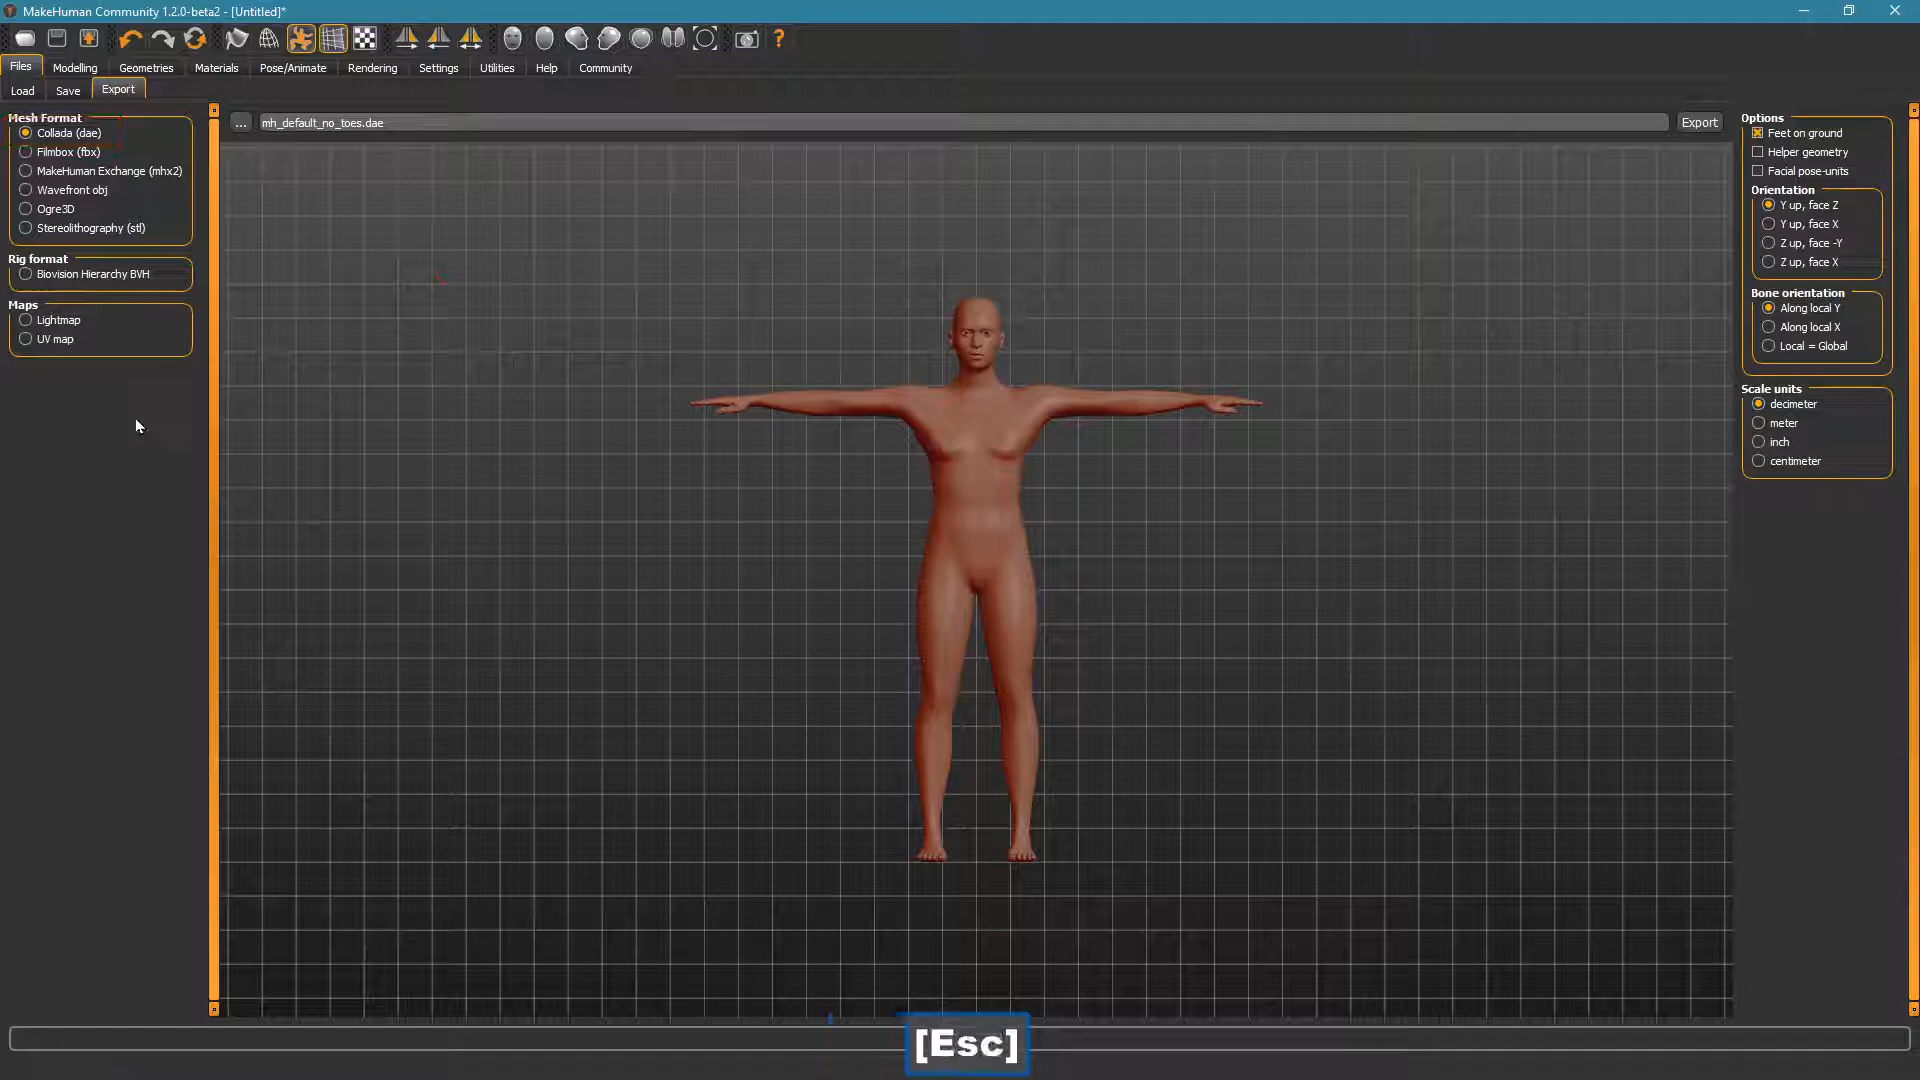 MakeHuman Community 1.2.0-beta2 - [Untitled]*
Files Modelling Geometries Materials Pose/Animate Rendering Settings Utilities Help Community
Load Save Export
Mesh Format
Collada (dae)
Filmbox (fbx)
MakeHuman Exchange (mhx2)
Wavefront obj
Ogre3D
Stereolithography (stl)
Rig format
Biovision Hierarchy BVH
Maps
Lightmap
UV map
... mh_default_no_toes.dae Export
Options
Feet on ground
Helper geometry
Facial pose-units
Orientation
Y up, face Z
Y up, face X
Z up, face -Y
Z up, face X
Bone orientation
Along local Y
Along local X
Local = Global
Scale units
decimeter
meter
inch
centimeter
[Esc]